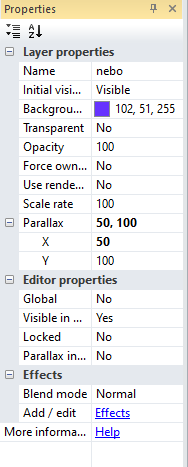 Properties
Layer properties
Name nebo
Initial visi... Visible
Backgrou... 102, 51, 255
Transparent No
Opacity 100
Force own... No
Use rende... No
Scale rate 100
Parallax 50, 100
X 50
Y 100
Editor properties
Global No
Visible in ... Yes
Locked No
Parallax in... No
Effects
Blend mode Normal
Add / edit Effects
More informa... Help